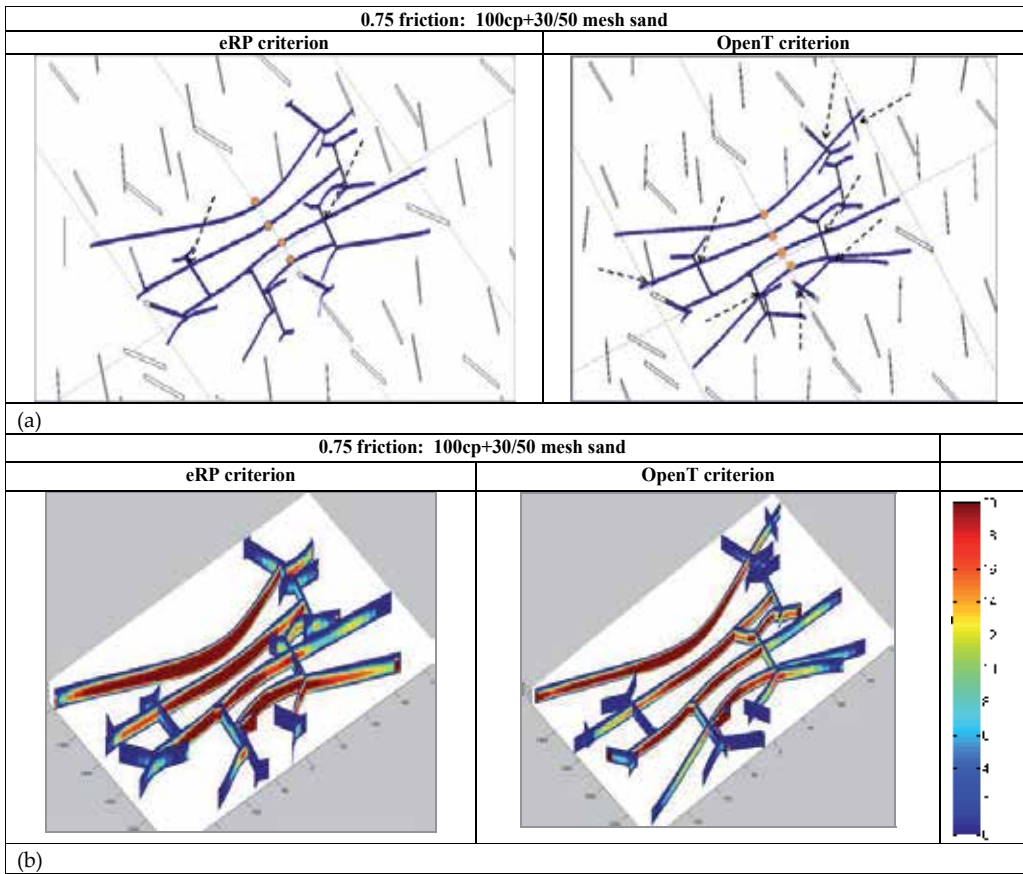 0.75 friction: 100cp+30/50 mesh sand
eRP criterion
OpenT criterion
(a)
0.75 friction: 100cp+30/50 mesh sand
eRP criterion
OpenT criterion
(b)